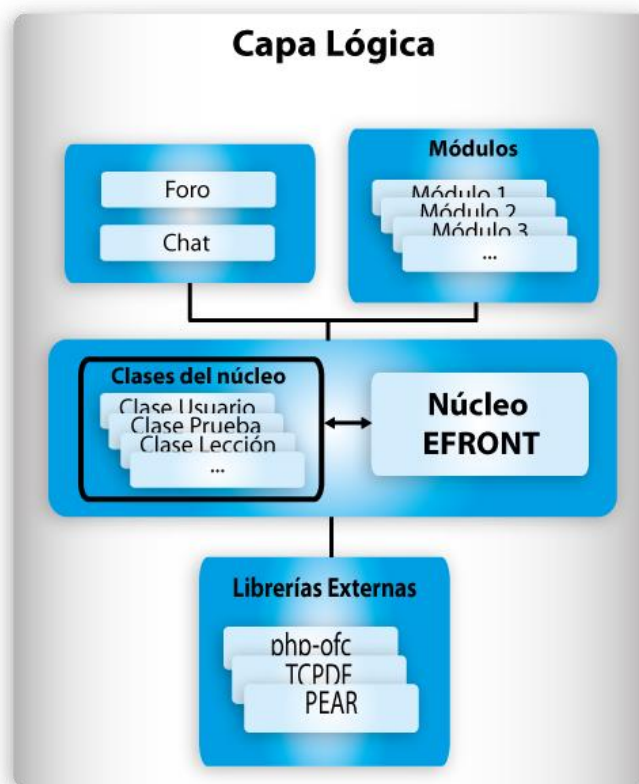 Capa Lógica
Foro
Chat
Módulos
Módulo 1
Módulo 2
Módulo 3
...
Clases del núcleo
Clase Usuario
Clase Prueba
Clase Lección
...
Núcleo
EFRONT
Librerías Externas
php-ofc
TCPDF
PEAR